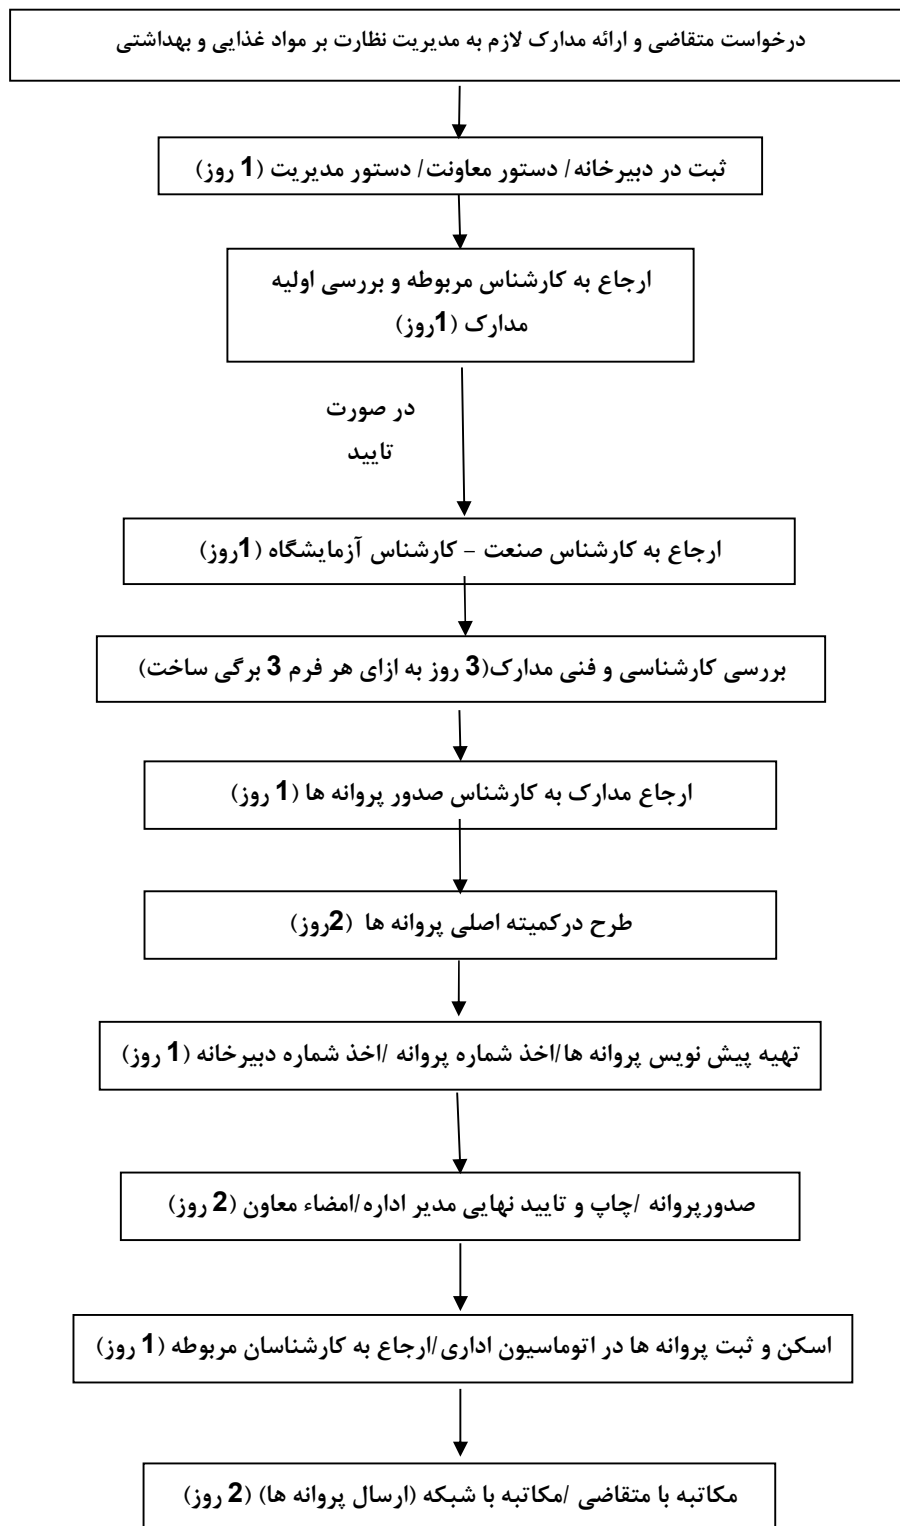 درخواست متقاضی و ارائه مدارک لازم به مدیریت نظارت بر مواد غذایی و بهداشتی
ثبت در دبیرخانه/ دستور معاونت/ دستور مدیریت (1 روز)
ارجاع به کارشناس مربوطه و بررسی اولیه
مدارک (1روز)
در صورت
تایید
ارجاع به کارشناس صنعت – کارشناس آزمایشگاه (1روز)
بررسی کارشناسی و فنی مدارک(3 روز به ازای هر فرم 3 برگی ساخت)
ارجاع مدارک به کارشناس صدور پروانه ها (1 روز)
طرح درکمیته اصلی پروانه ها (2روز)
تهیه پیش نویس پروانه ها/اخذ شماره پروانه /اخذ شماره دبیرخانه (1 روز)
صدورپروانه /چاپ و تایید نهایی مدیر اداره/امضاء معاون (2 روز)
اسکن و ثبت پروانه ها در اتوماسیون اداری/ارجاع به کارشناسان مربوطه (1 روز)
مکاتبه با متقاضی /مکاتبه با شبکه (ارسال پروانه ها) (2 روز)